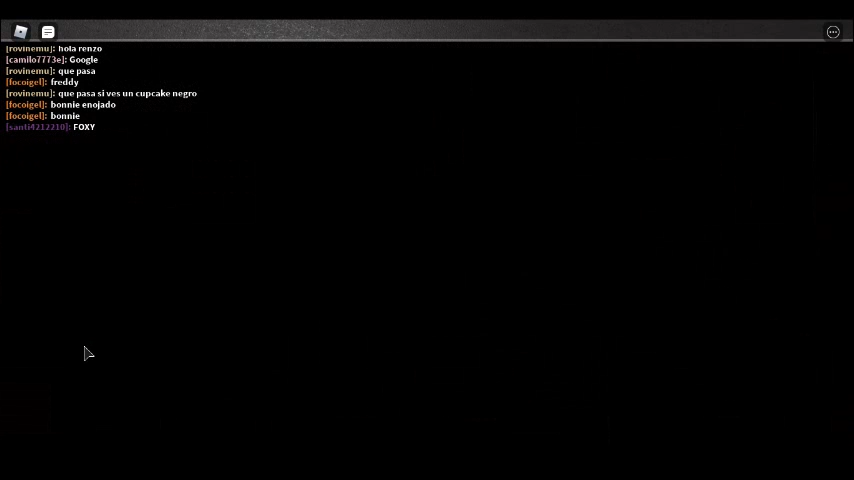 [rovinemu]: hola renzo
[camilo7773e]: Google
[rovinemu]: que pasa
[focoigel]: freddy
[rovinemu]: que pasa si ves un cupcake negro
[focoigel]: bonnie enojado
[focoigel]: bonnie
[santi4212210]: FOXY